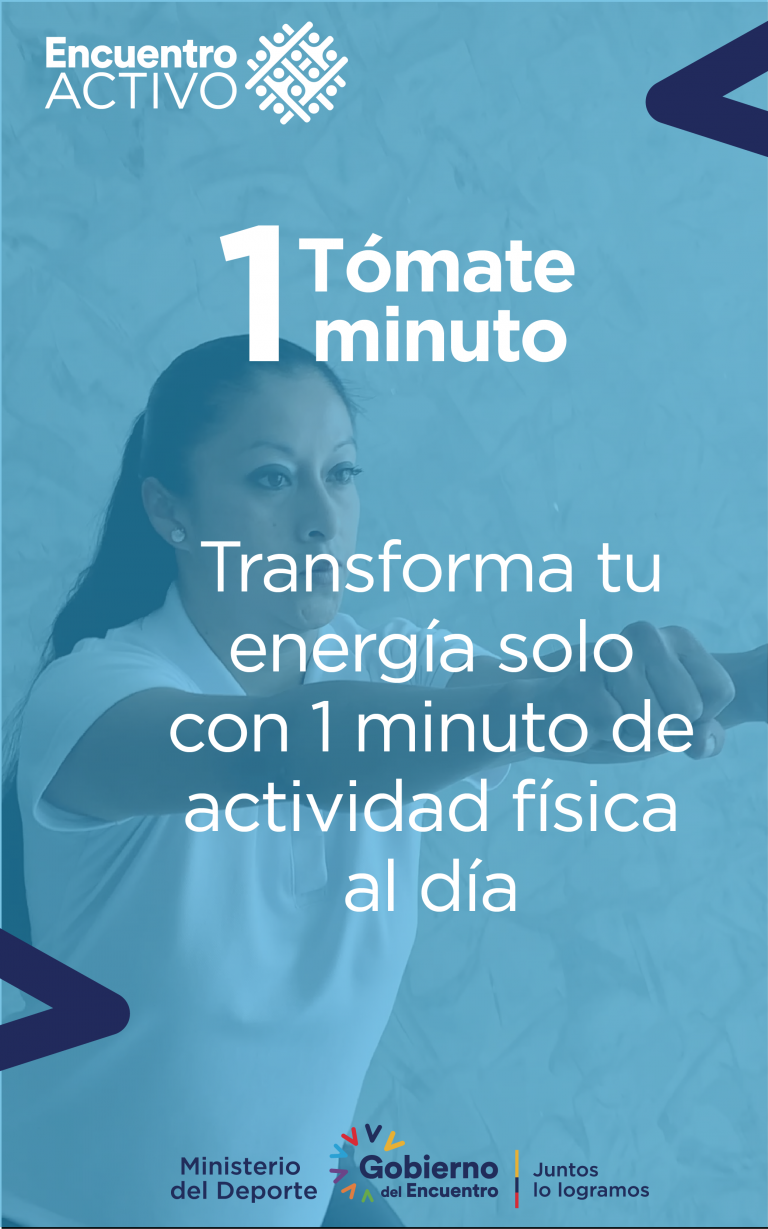 Encuentro
ACTIVO
1 Tómate
minuto
Transforma tu
energía solo
con 1 minuto de
actividad física
al día
Ministerio
del Deporte
Gobierno
del Encuentro
Juntos
lo logramos